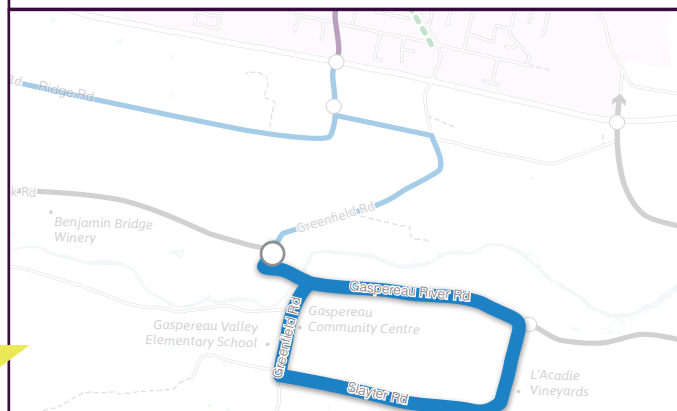 Rd
Ridge Rd
k Rd
Benjamin Bridge
Winery
Greenfield Rd
Gaspereau River Rd
Gaspereau
Community Centre
Greenfield Rd
Gaspereau Valley
Elementary School
L'Acadie
Vineyards
Slayter Rd